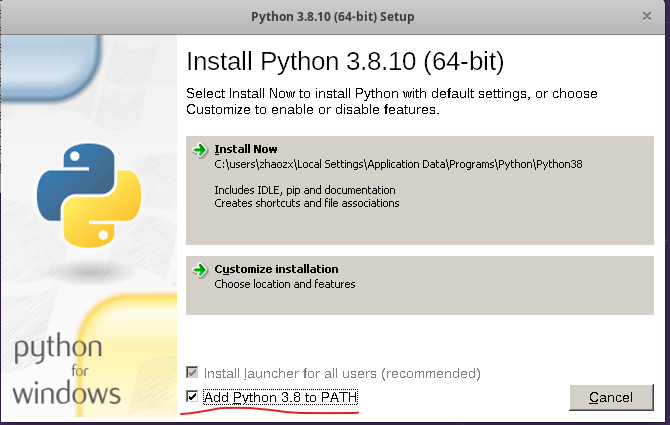 Python 3.8.10 (64-bit) Setup
Install Python 3.8.10 (64-bit)
Select Install Now to install Python with default settings, or choose
Customize to enable or disable features.
Install Now
C:\users\zhaozx\Local Settings\Application Data\Programs\Python\Python38
Includes IDLE, pip and documentation
Creates shortcuts and file associations
Customize installation
Choose location and features
python
for
windows
Install launcher for all users (recommended)
Add Python 3.8 to PATH
Cancel